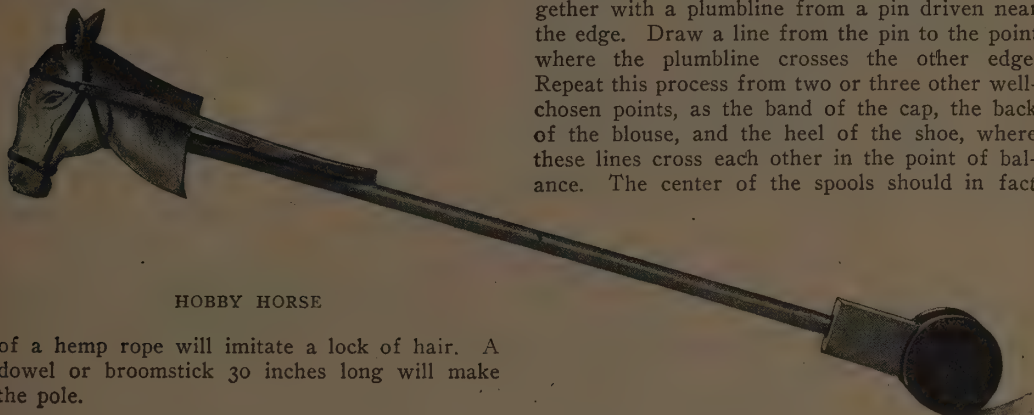 HOBBY HORSE
of a hemp rope will imitate a lock of hair. A
dowel or broomstick 30 inches long will make
the pole.
gether with a plumbline from a pin driven near
the edge. Draw a line from the pin to the point
where the plumbline crosses the other edge
Repeat this process from two or three other well-
chosen points, as the band of the cap, the back
of the blouse, and the heel of the shoe, where
these lines cross each other in the point of bal-
ance. The center of the spools should in fact